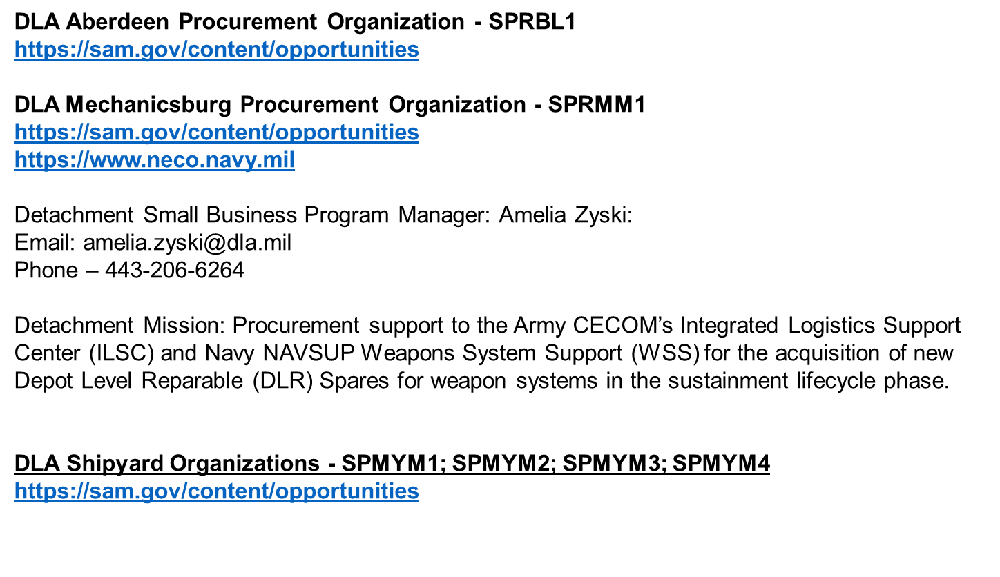 DLA Aberdeen Procurement Organization - SPRBL1
https://sam.gov/content/opportunities
DLA Mechanicsburg Procurement Organization - SPRMM1
https://sam.gov/content/opportunities
https://www.neco.navy.mil
Detachment Small Business Program Manager: Amelia Zyski:
Email: amelia.zyski@dla.mil
Phone – 443-206-6264
Detachment Mission: Procurement support to the Army CECOM’s Integrated Logistics Support
Center (ILSC) and Navy NAVSUP Weapons System Support (WSS) for the acquisition of new
Depot Level Reparable (DLR) Spares for weapon systems in the sustainment lifecycle phase.
DLA Shipyard Organizations - SPMYM1; SPMYM2; SPMYM3; SPMYM4
https://sam.gov/content/opportunities